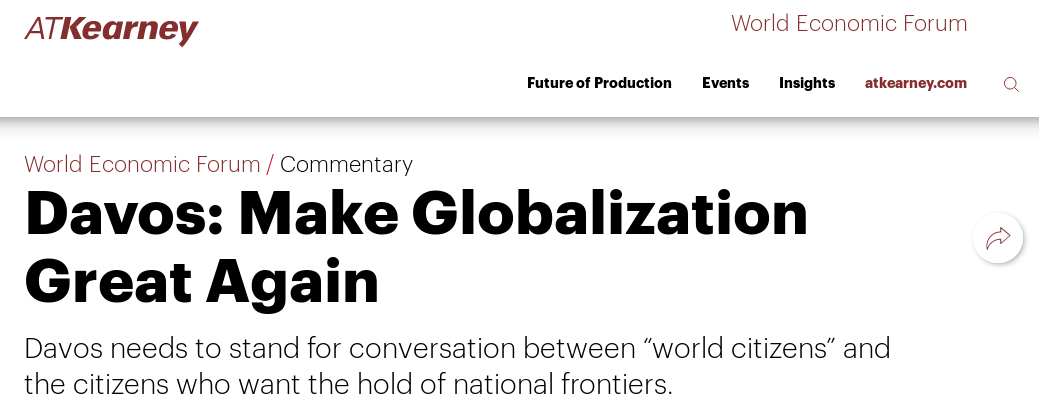 ATKearney
World Economic Forum
Future of Production Events Insights atkearney.com
World Economic Forum / Commentary
Davos: Make Globalization
Great Again
Davos needs to stand for conversation between “world citizens” and
the citizens who want the hold of national frontiers.